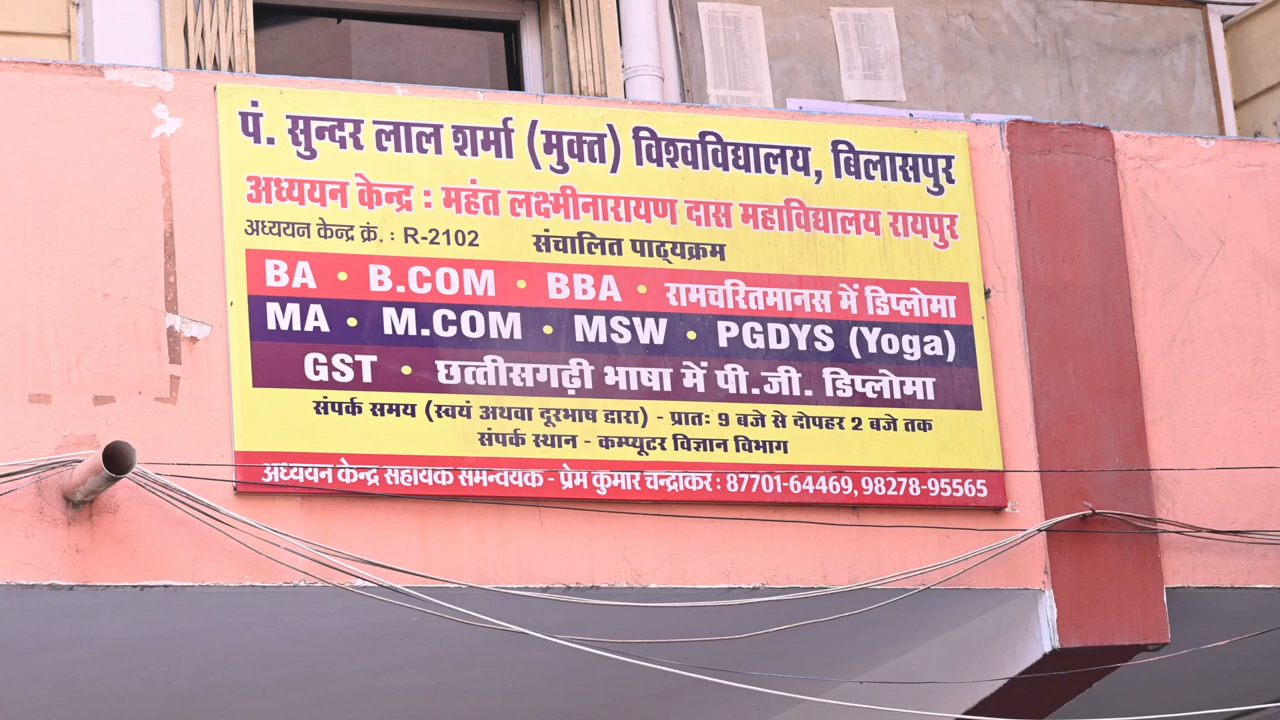 पं. सुन्दर लाल शर्मा (मुक्त) विश्वविद्यालय, बिलासपुर
अध्ययन केन्द्र : महंत लक्ष्मीनारायण दास महाविद्यालय रायपुर
अध्ययन केन्द्र क्रं. : R-2102 संचालित पाठ्यक्रम
BA • B.COM • BBA • रामचरितमानस में डिप्लोमा
MA • M.COM • MSW • PGDYS (Yoga)
GST • छत्तीसगढ़ी भाषा में पी.जी. डिप्लोमा
संपर्क समय (स्वयं अथवा दूरभाष द्वारा) - प्रातः 9 बजे से दोपहर 2 बजे तक
संपर्क स्थान - कम्प्यूटर विज्ञान विभाग
अध्ययन केन्द्र सहायक समन्वयक - प्रेम कुमार चन्द्राकर : 87701-64469, 98278-95565